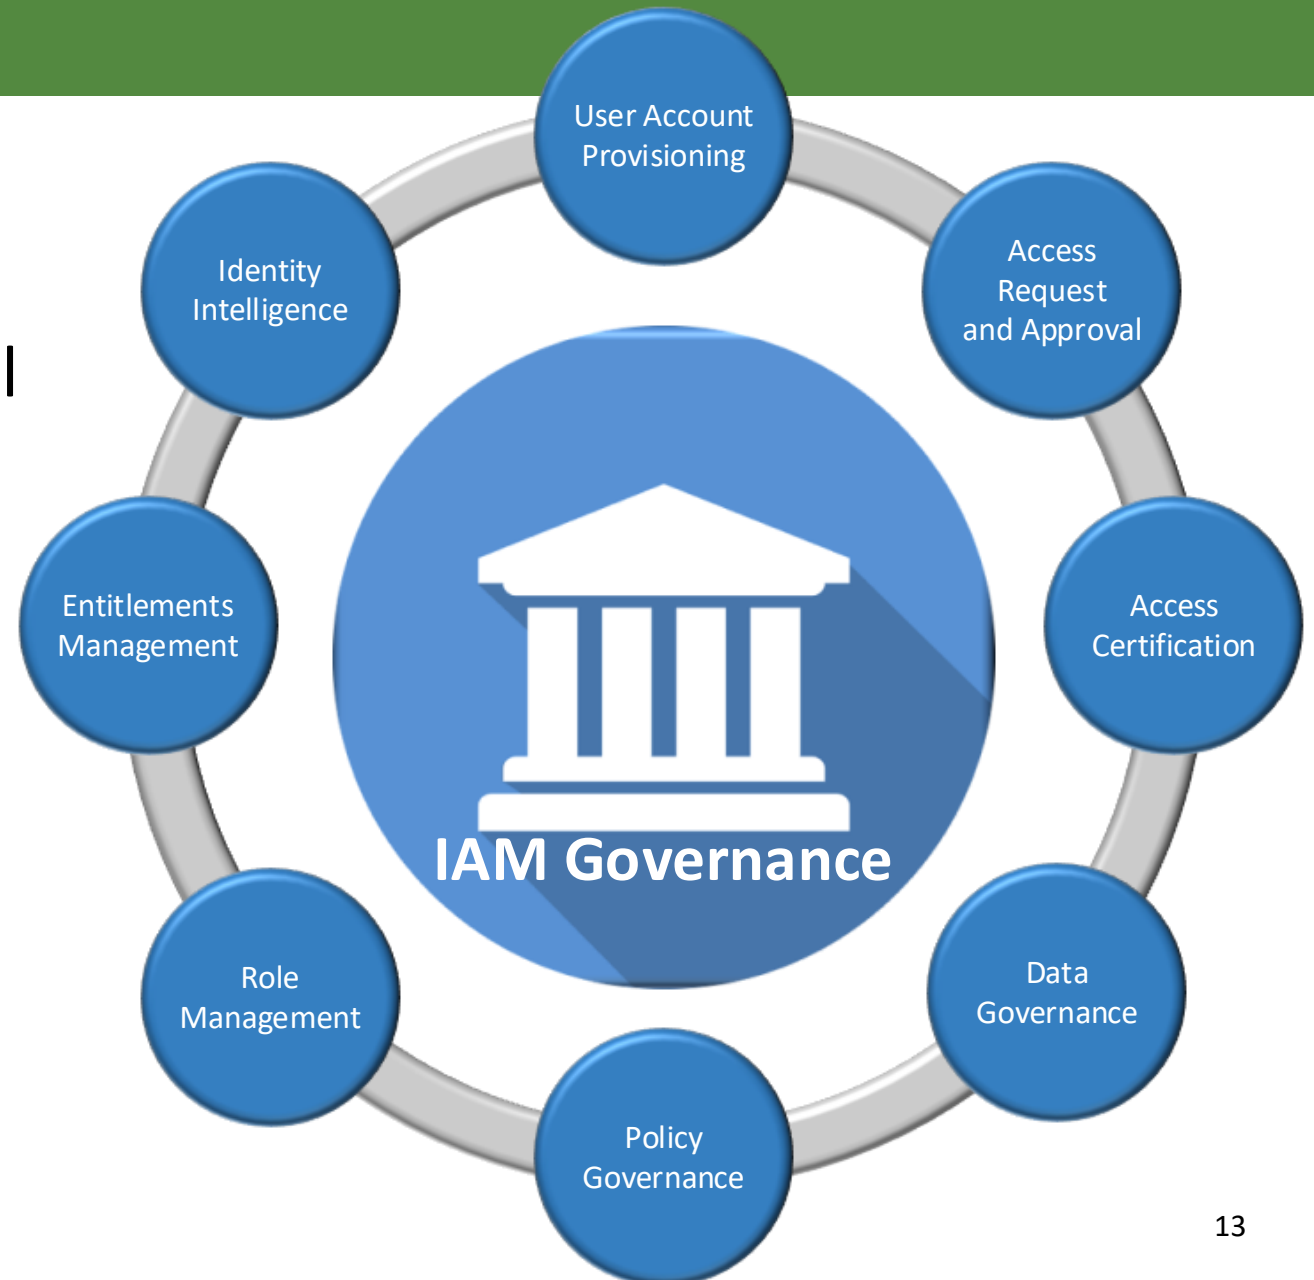 User Account
Provisioning
Access
Request
and Approval
Access
Certification
Data
Governance
Policy
Governance
Role
Management
Entitlements
Management
Identity
Intelligence
IAM Governance
13